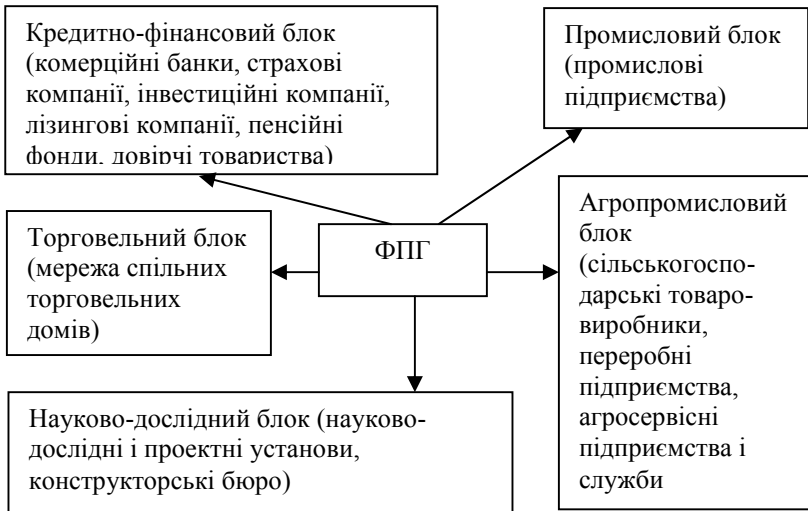 Кредитно-фінансовий блок
(комерційні банки, страхові
компанії, інвестиційні компанії,
лізингові компанії, пенсійні
фонди, довірчі товариства)
Промисловий блок
(промислові
підприємства)
Торговельний блок
(мережа спільних
торговельних
домів)
ФПГ
Агропромисловий
блок
(сільськогоспо-
дарські товаро-
виробники,
переробні
підприємства,
агросервісні
підприємства і
служби
Науково-дослідний блок (науково-
дослідні і проектні установи,
конструкторські бюро)